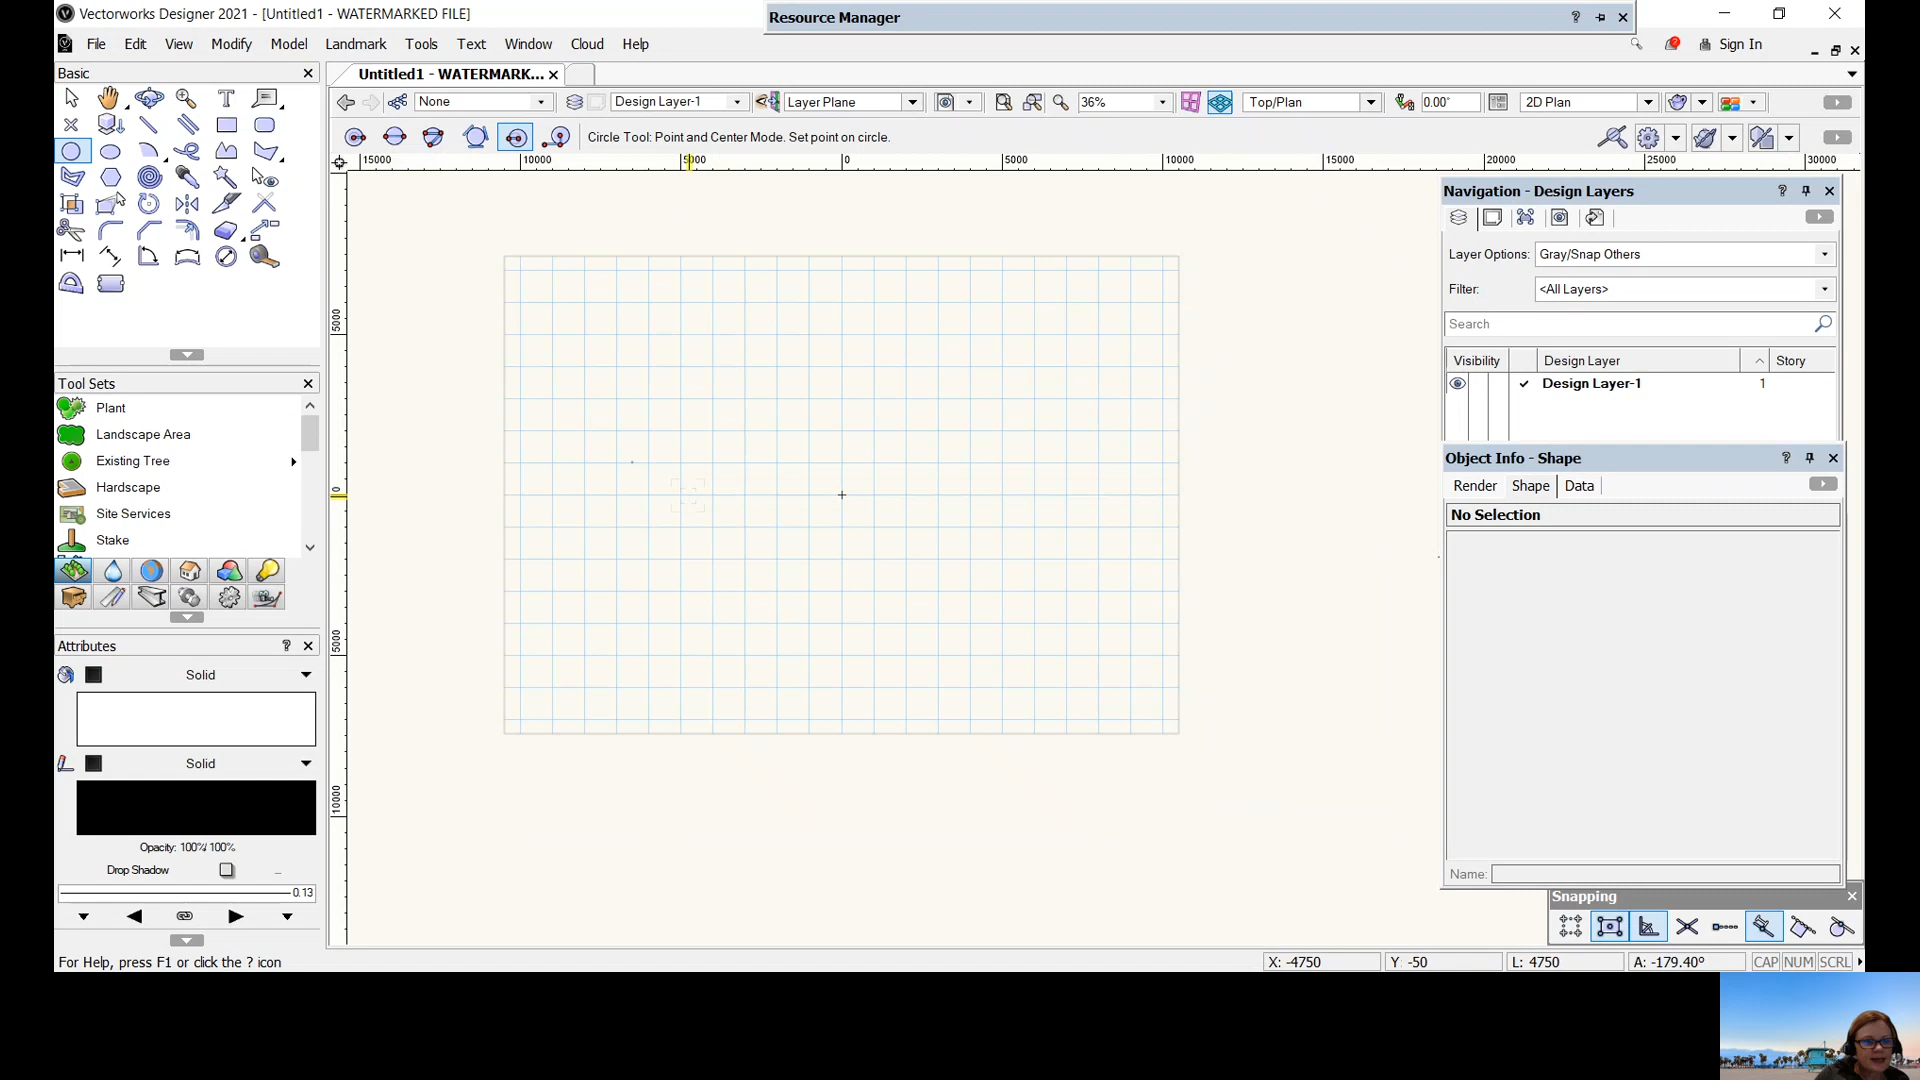 Vectorworks Designer 2021 - [Untitled1 - WATERMARKED FILE]
Resource Manager
File Edit View Modify Model Landmark Tools Text Window Cloud Help
Sign In
Basic
Untitled1 - WATERMARK...
None
Design Layer-1
Layer Plane
36%
Top/Plan
0.00°
2D Plan
Circle Tool: Point and Center Mode. Set point on circle.
15000 10000 5000 0 5000 10000 15000 20000 25000 30000
5000
0
5000
10000
Tool Sets
Plant
Landscape Area
Existing Tree
Hardscape
Site Services
Stake
Attributes
Solid
Solid
Opacity: 100%/ 100%
Drop Shadow
...
0.13
Navigation - Design Layers
Layer Options: Gray/Snap Others
Filter: <All Layers>
Search
Visibility Design Layer Story
Design Layer-1 1
Object Info - Shape
Render Shape Data
No Selection
Name:
Snapping
For Help, press F1 or click the ? icon
X: -4750 Y: -50 L: 4750 A: -179.40° CAP NUM SCRL